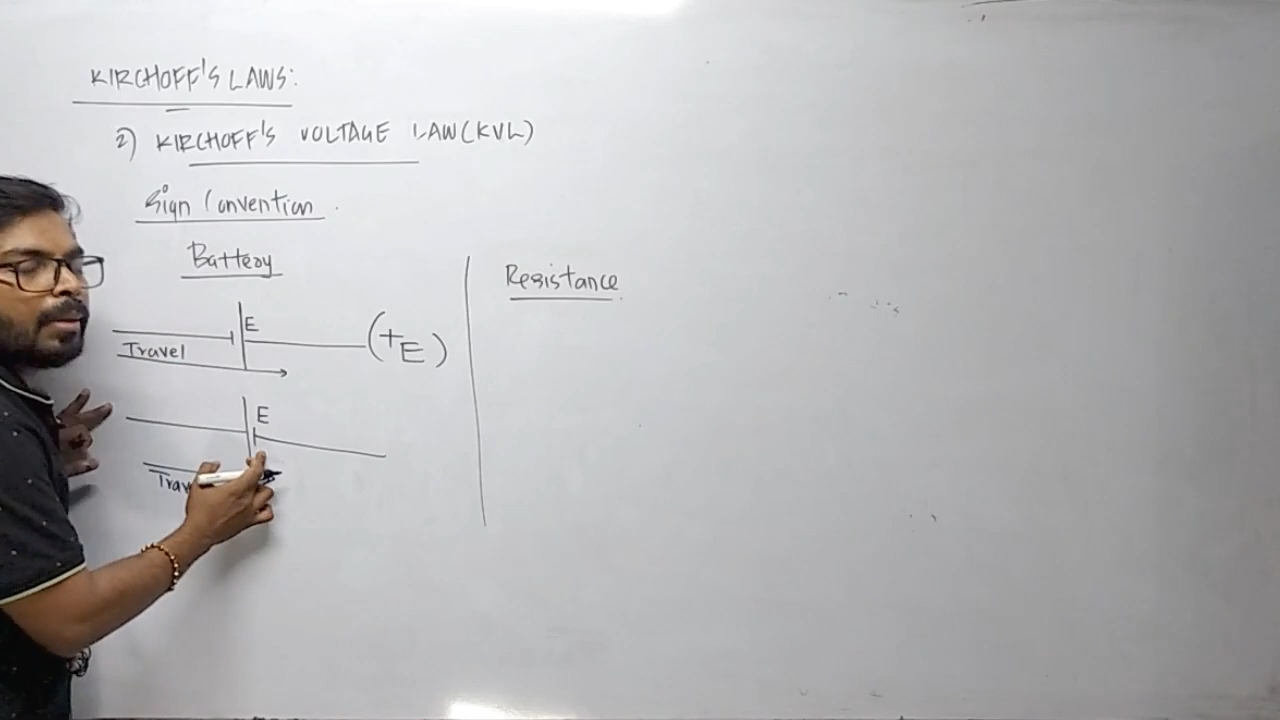 KIRCHOFF'S LAWS:
2) KIRCHOFF'S VOLTAGE LAW (KVL)
Sign Convention
Battery
E
(+E)
Travel
E
Resistance